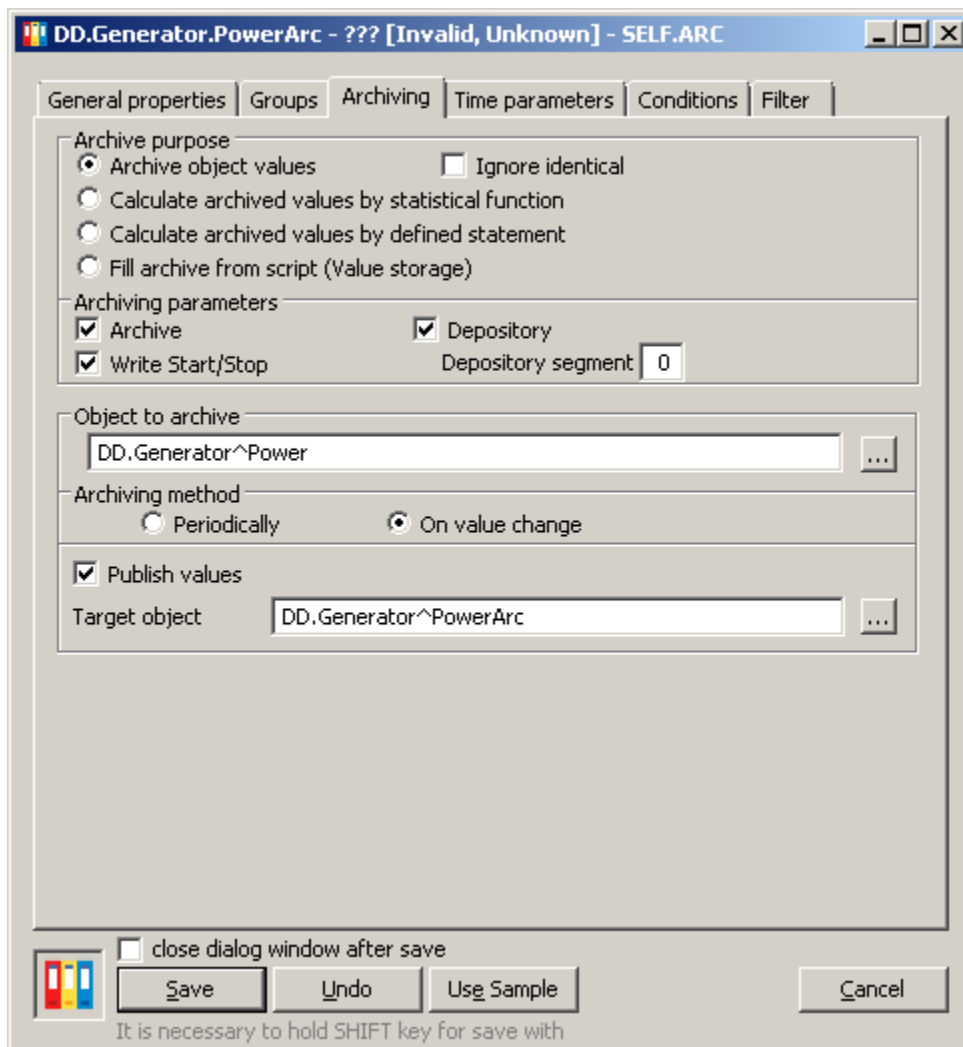 DD.Generator.PowerArc - ??? [Invalid, Unknown] - SELF.ARC
General properties Groups Archiving Time parameters Conditions Filter
Archive purpose
Archive object values Ignore identical
Calculate archived values by statistical function
Calculate archived values by defined statement
Fill archive from script (Value storage)
Archiving parameters
Archive Depository
Write Start/Stop Depository segment 0
Object to archive
DD.Generator^Power ...
Archiving method
Periodically On value change
Publish values
Target object DD.Generator^PowerArc ...
close dialog window after save
Save Undo Use Sample Cancel
It is necessary to hold SHIFT key for save with